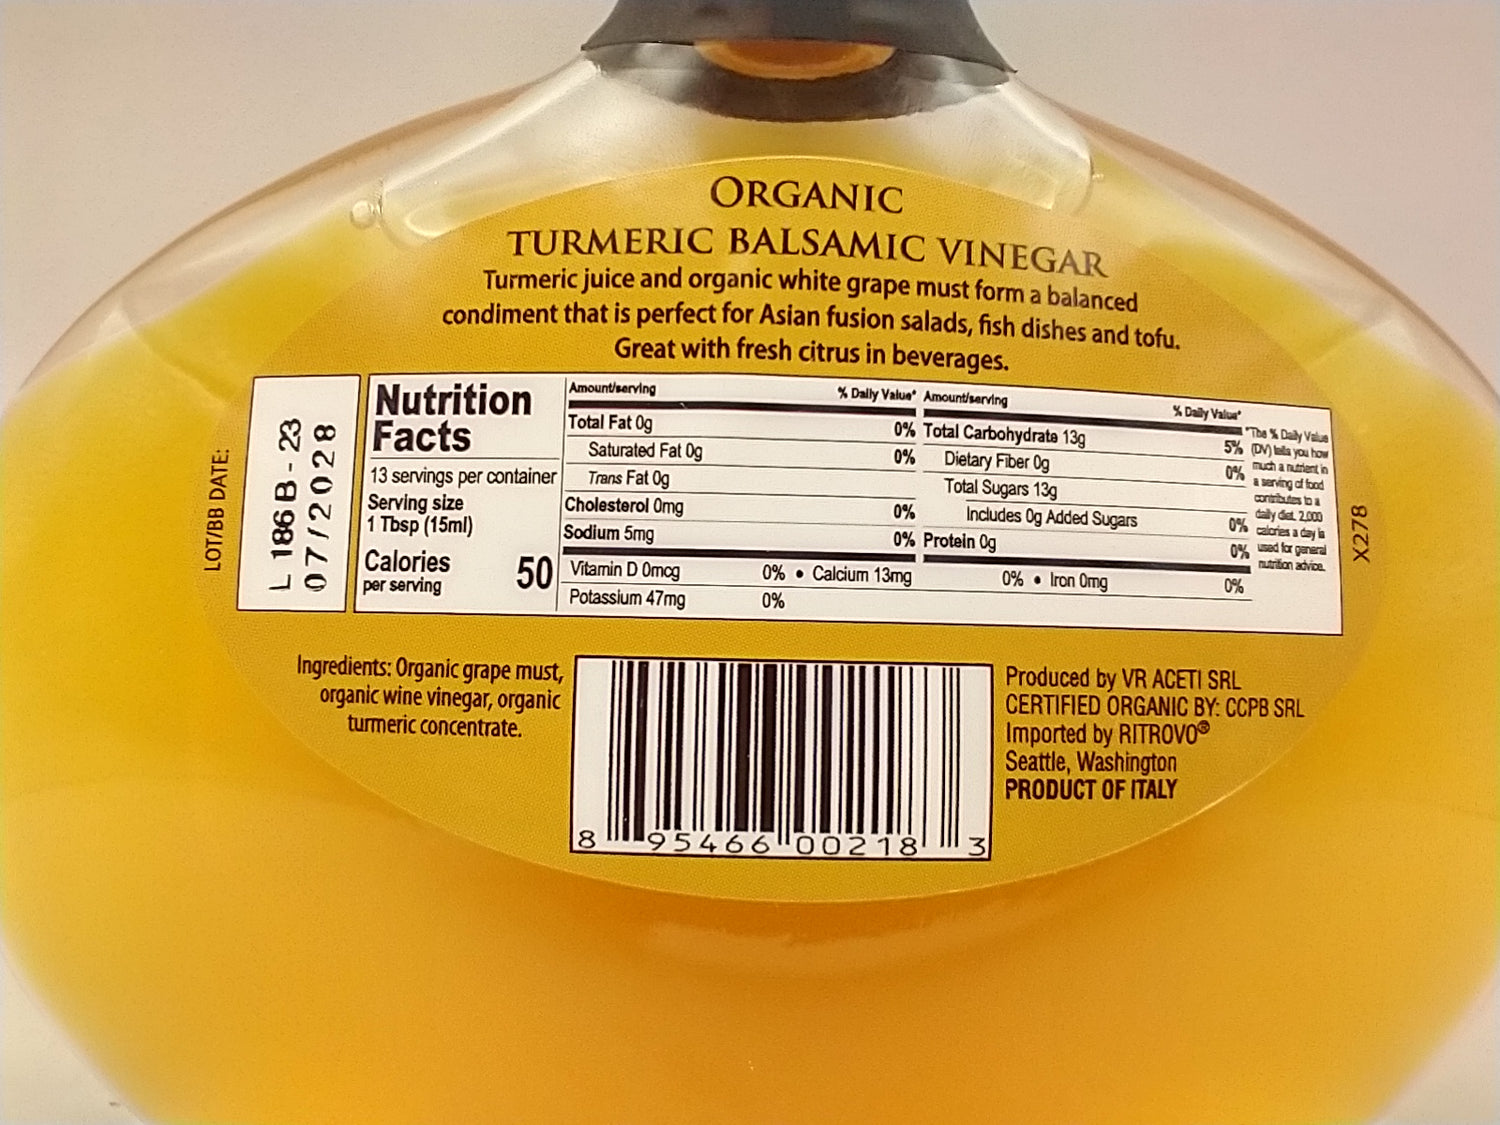 ORGANIC
TURMERIC BALSAMIC VINEGAR
Turmeric juice and organic white grape must form a balanced
condiment that is perfect for Asian fusion salads, fish dishes and tofu.
Great with fresh citrus in beverages.
LOT/BB DATE:
L 186B-23
07/2028
Nutrition
Facts
13 servings per container
Serving size
1 Tbsp (15ml)
Calories
per serving 50
Amount/serving % Daily Value*
Total Fat 0g 0%
Saturated Fat 0g 0%
Trans Fat 0g
Cholesterol 0mg 0%
Sodium 5mg 0%
Amount/serving % Daily Value*
Total Carbohydrate 13g 5%
Dietary Fiber 0g 0%
Total Sugars 13g
Includes 0g Added Sugars 0%
Protein 0g 0%
Vitamin D 0mcg 0% • Calcium 13mg 0% • Iron 0mg 0%
Potassium 47mg 0%
*The % Daily Value
(DV) tells you how
much a nutrient in
a serving of food
contributes to a
daily diet. 2,000
calories a day is
used for general
nutrition advice.
X278
Ingredients: Organic grape must,
organic wine vinegar, organic
turmeric concentrate.
8 95466 00218 3
Produced by VR ACETI SRL
CERTIFIED ORGANIC BY: CCPB SRL
Imported by RITROVO®
Seattle, Washington
PRODUCT OF ITALY